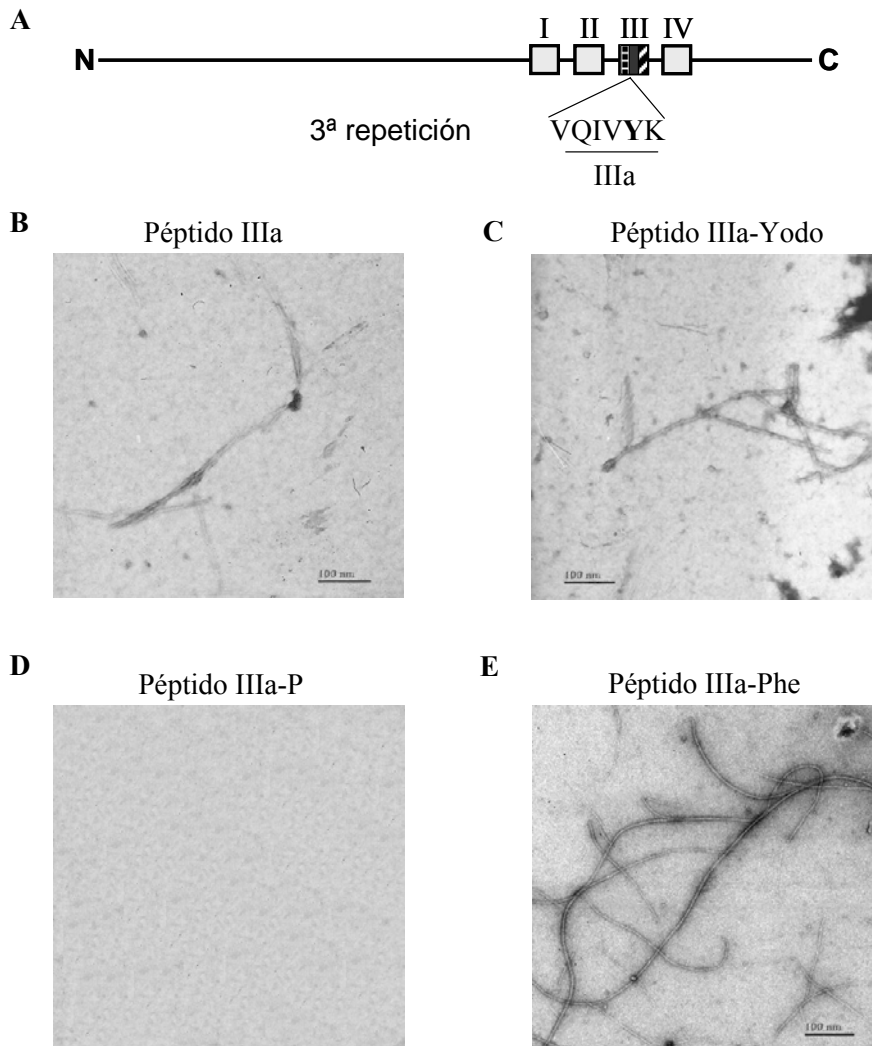 A
I II III IV
N C
3ª repetición
VQIVYK
IIIa
B
Péptido IIIa
C
Péptido IIIa-Yodo
100 nm
100 nm
D
Péptido IIIa-P
E
Péptido IIIa-Phe
100 nm